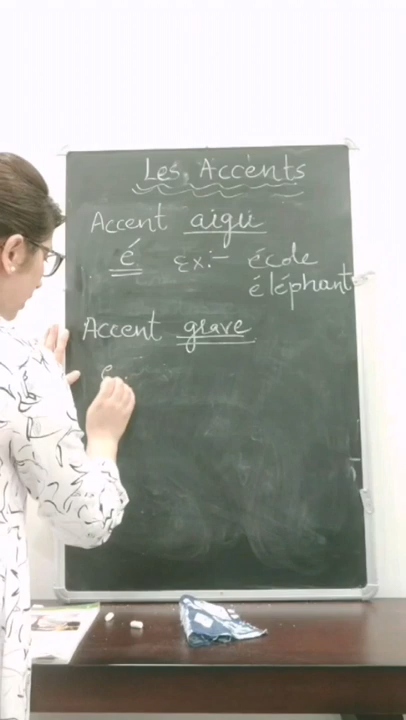 Les Accents
Accent aigu
é Ex:- école
éléphant
Accent grave
e